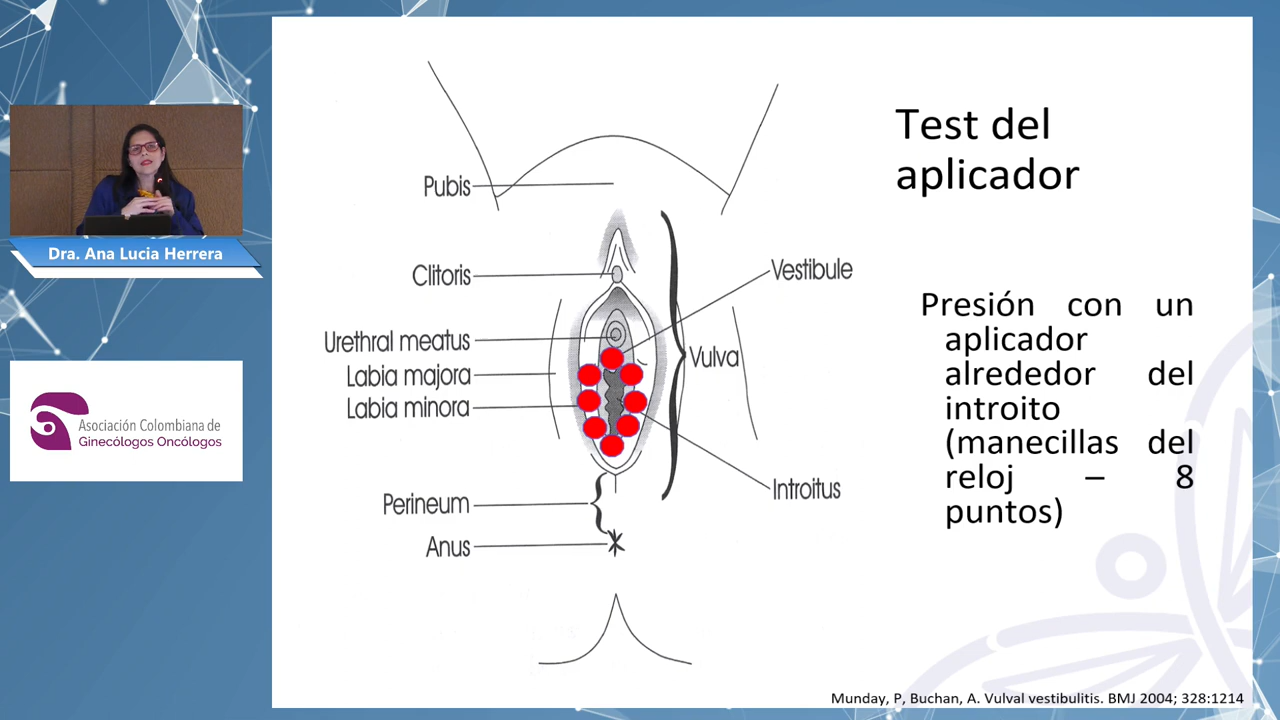 Test del
aplicador
Pubis
Clitoris
Vestibule
Urethral meatus
Vulva
Labia majora
Labia minora
Introitus
Perineum
Anus
Presión con un
aplicador
alrededor del
introito
(manecillas del
reloj – 8
puntos)
Munday, P, Buchan, A. Vulval vestibulitis. BMJ 2004; 328:1214
Dra. Ana Lucia Herrera
Asociación Colombiana de
Ginecólogos Oncólogos